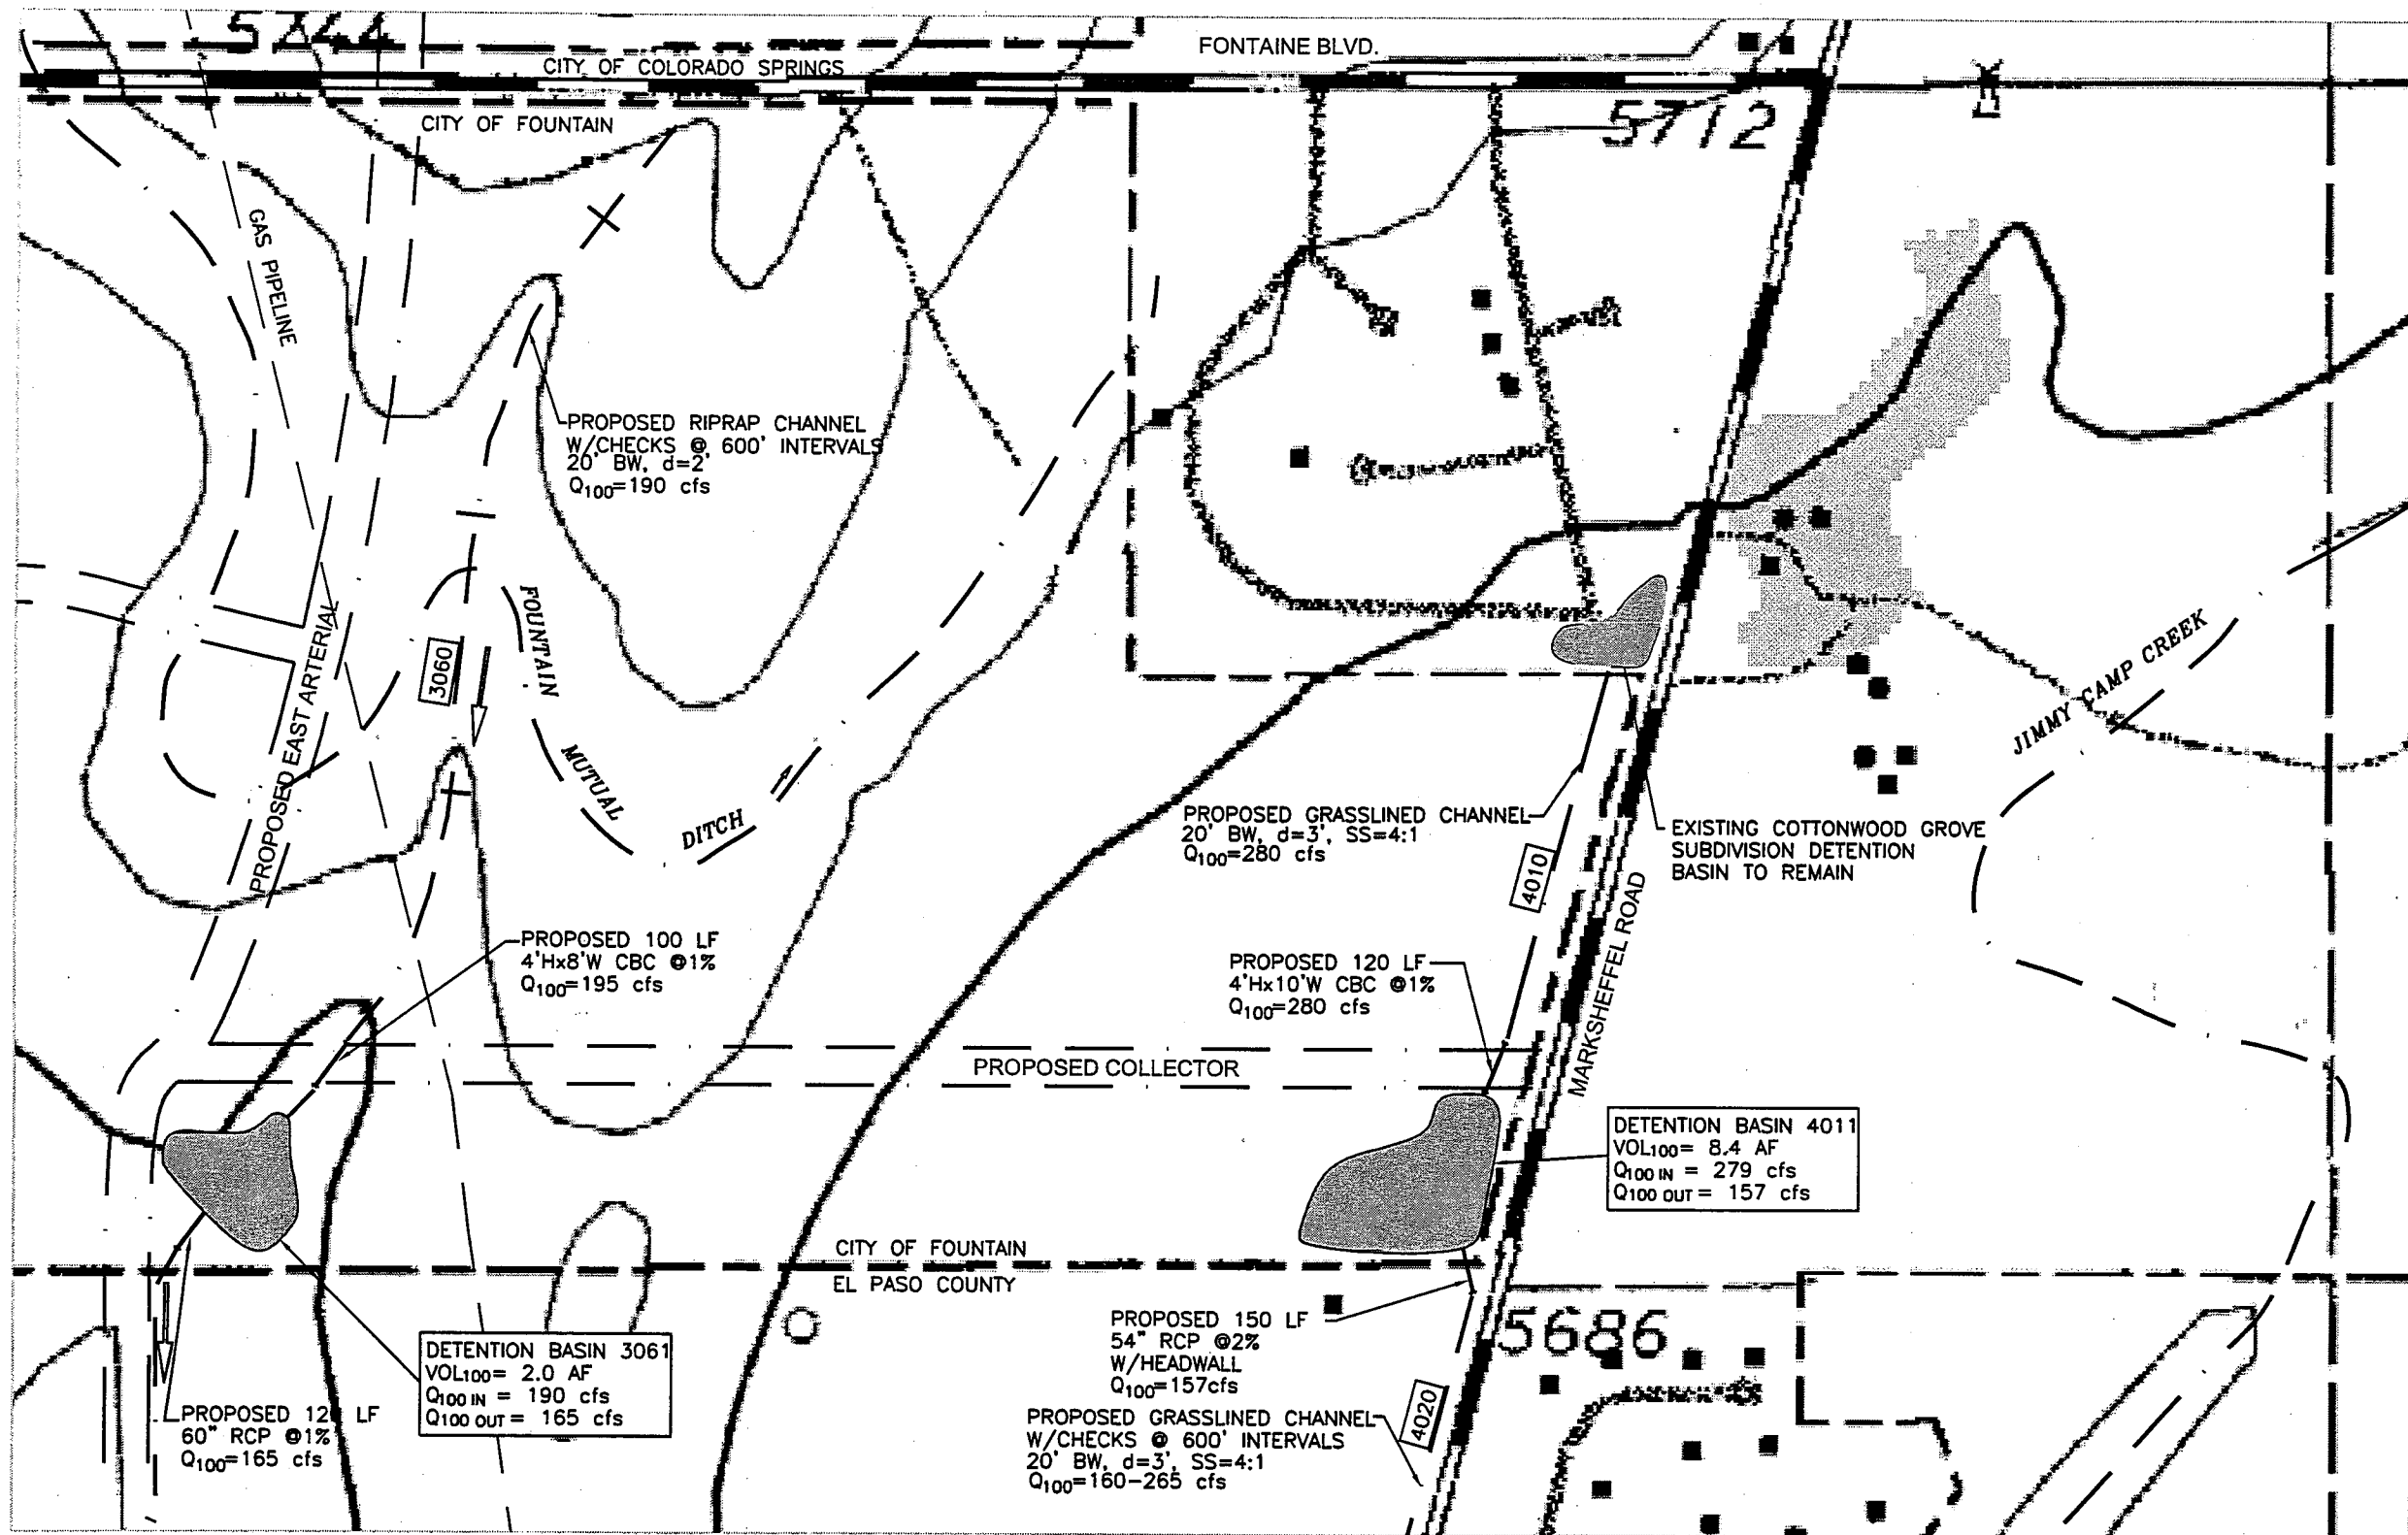 5744
FONTAINE BLVD.
CITY OF COLORADO SPRINGS
CITY OF FOUNTAIN
5712
GAS PIPELINE
PROPOSED RIPRAP CHANNEL
W/CHECKS @ 600' INTERVALS
20' BW, d=2'
Q100=190 cfs
3060
FOUNTAIN
MUTUAL
DITCH
PROPOSED EAST ARTERIAL
JIMMY CAMP CREEK
PROPOSED GRASSLINED CHANNEL
20' BW, d=3', SS=4:1
Q100=280 cfs
EXISTING COTTONWOOD GROVE
SUBDIVISION DETENTION
BASIN TO REMAIN
4010
MARKSHEFFEL ROAD
PROPOSED 100 LF
4'Hx8'W CBC @1%
Q100=195 cfs
PROPOSED 120 LF
4'Hx10'W CBC @1%
Q100=280 cfs
PROPOSED COLLECTOR
DETENTION BASIN 4011
VOL100= 8.4 AF
Q100 IN = 279 cfs
Q100 OUT = 157 cfs
CITY OF FOUNTAIN
EL PASO COUNTY
5686
PROPOSED 150 LF
54" RCP @2%
W/HEADWALL
Q100=157cfs
DETENTION BASIN 3061
VOL100= 2.0 AF
Q100 IN = 190 cfs
Q100 OUT = 165 cfs
PROPOSED LF
60" RCP @1%
Q100=165 cfs
PROPOSED GRASSLINED CHANNEL
W/CHECKS @ 600' INTERVALS
20' BW, d=3', SS=4:1
Q100=160-265 cfs
4020